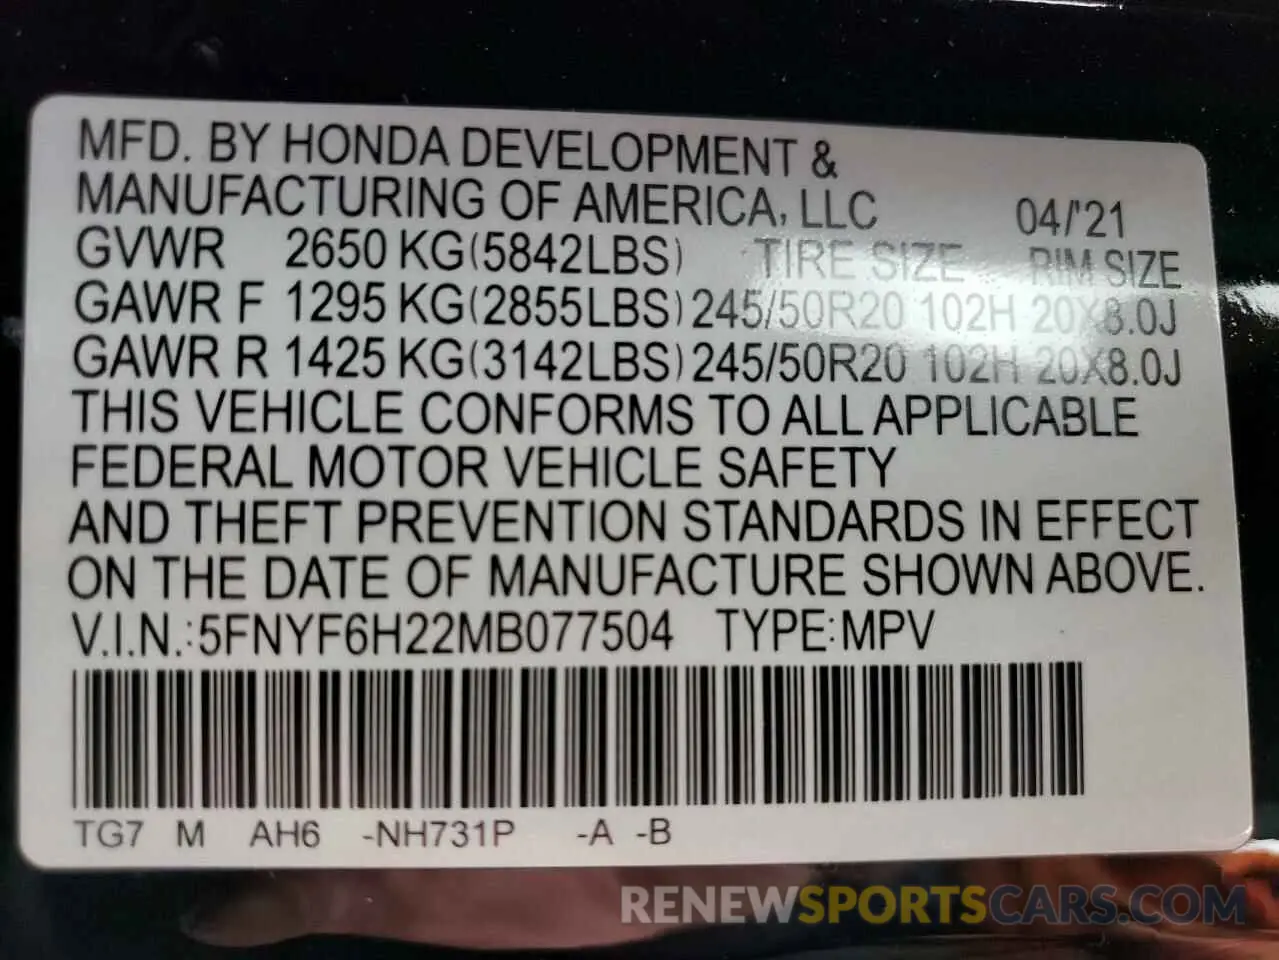 MFD. BY HONDA DEVELOPMENT &
MANUFACTURING OF AMERICA, LLC 04/'21
GVWR 2650 KG(5842LBS) TIRE SIZE RIM SIZE
GAWR F 1295 KG(2855LBS) 245/50R20 102H 20X8.0J
GAWR R 1425 KG(3142LBS) 245/50R20 102H 20X8.0J
THIS VEHICLE CONFORMS TO ALL APPLICABLE
FEDERAL MOTOR VEHICLE SAFETY
AND THEFT PREVENTION STANDARDS IN EFFECT
ON THE DATE OF MANUFACTURE SHOWN ABOVE.
V.I.N.:5FNYF6H22MB077504 TYPE:MPV
TG7 M AH6 -NH731P -A -B
RENEWSPORTSCARS.COM